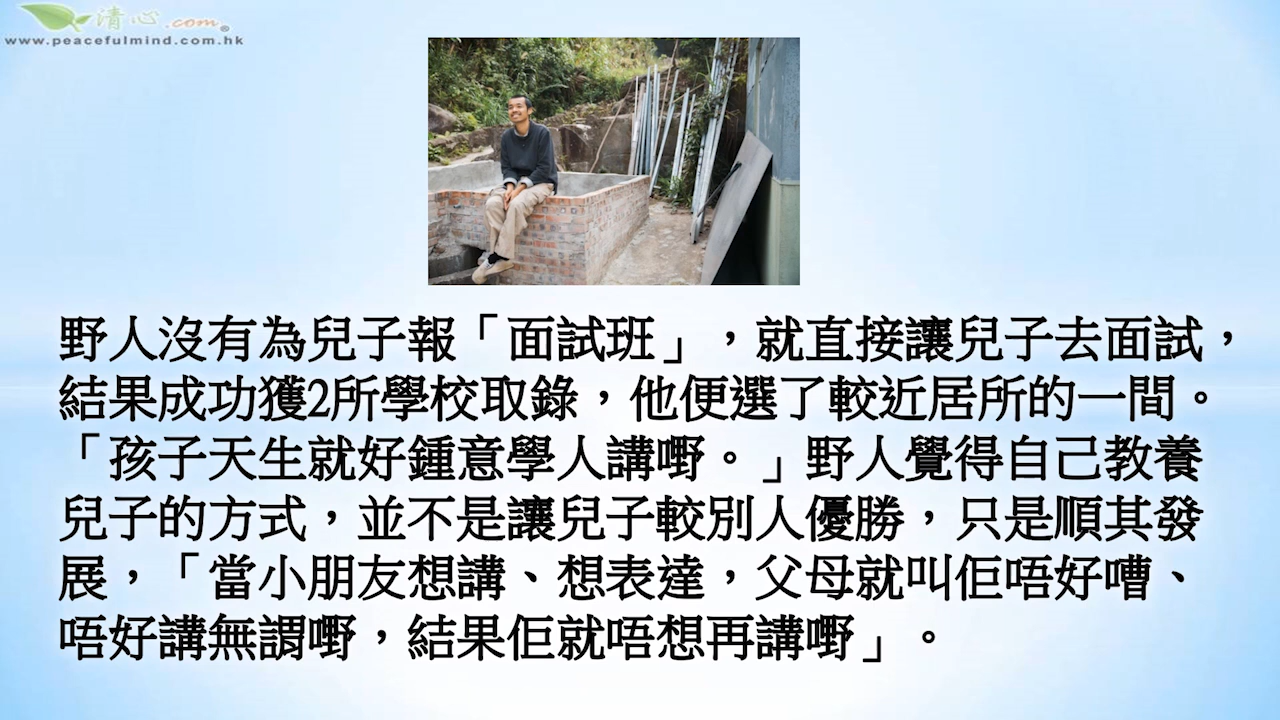 清心.com®
www.peacefulmind.com.hk
野人沒有為兒子報「面試班」，就直接讓兒子去面試，
結果成功獲2所學校取錄，他便選了較近居所的一間。
「孩子天生就好鍾意學人講嘢。」野人覺得自己教養
兒子的方式，並不是讓兒子較別人優勝，只是順其發
展，「當小朋友想講、想表達，父母就叫佢唔好嘈、
唔好講無謂嘢，結果佢就唔想再講嘢」。